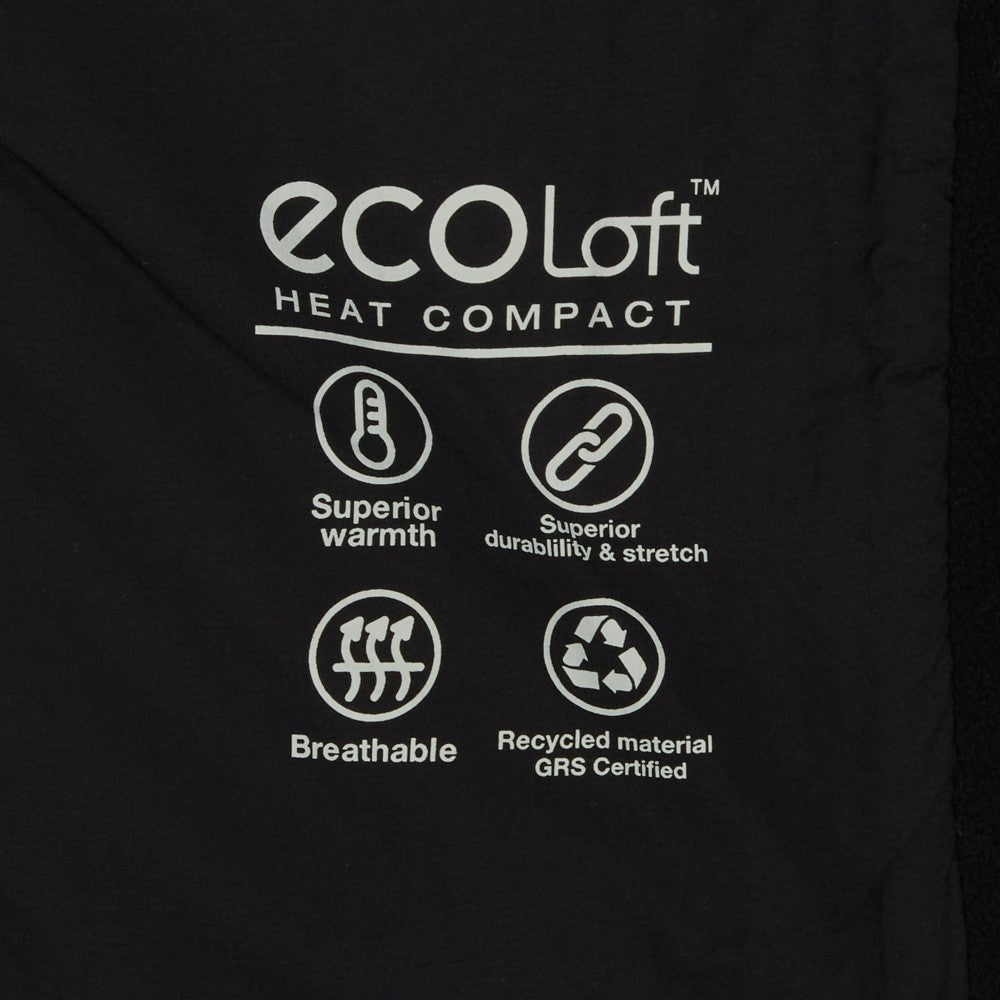 ecoLoft™
HEAT COMPACT
Superior
warmth
Superior
durablility & stretch
Breathable
Recycled material
GRS Certified